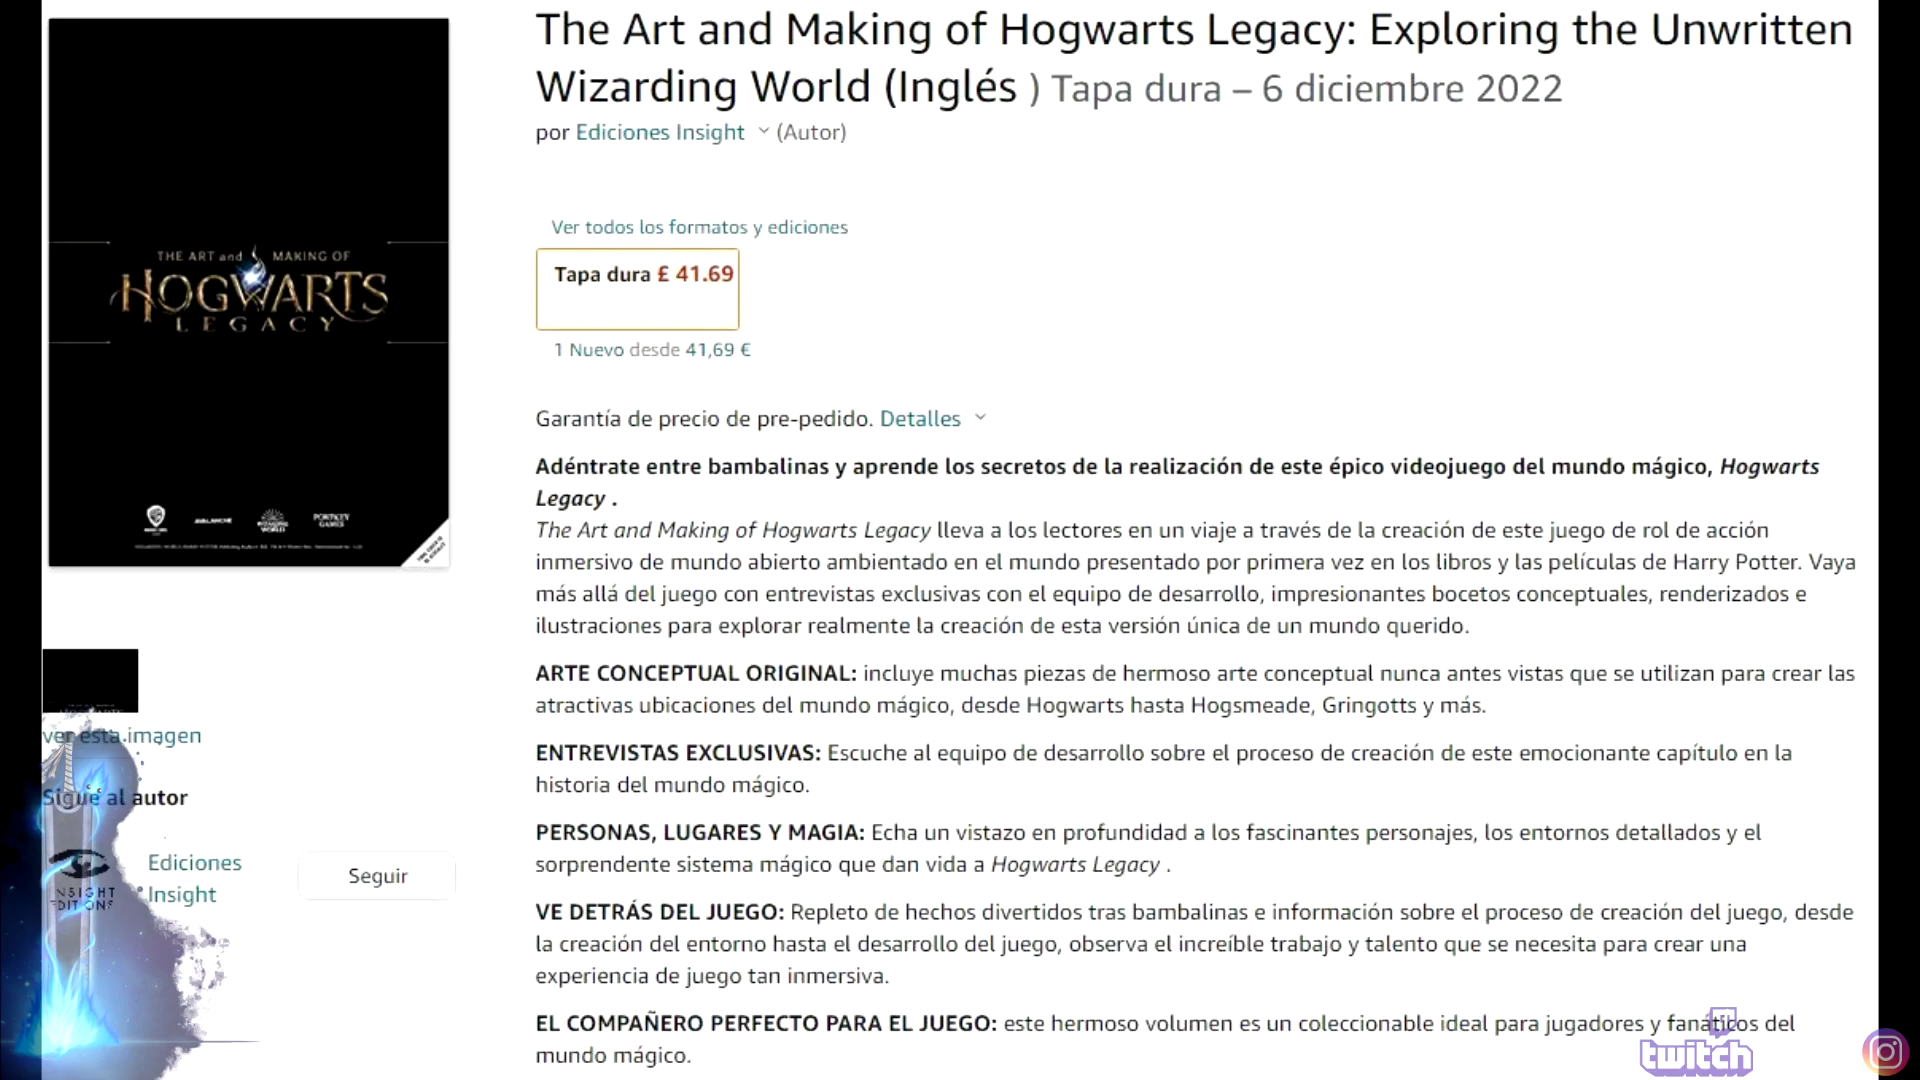 The Art and Making of Hogwarts Legacy: Exploring the Unwritten
Wizarding World (Inglés ) Tapa dura – 6 diciembre 2022
por Ediciones Insight (Autor)
Ver todos los formatos y ediciones
Tapa dura £ 41.69
1 Nuevo desde 41,69 €
Garantía de precio de pre-pedido. Detalles
Adéntrate entre bambalinas y aprende los secretos de la realización de este épico videojuego del mundo mágico, Hogwarts
Legacy .
The Art and Making of Hogwarts Legacy lleva a los lectores en un viaje a través de la creación de este juego de rol de acción
inmersivo de mundo abierto ambientado en el mundo presentado por primera vez en los libros y las películas de Harry Potter. Vaya
más allá del juego con entrevistas exclusivas con el equipo de desarrollo, impresionantes bocetos conceptuales, renderizados e
ilustraciones para explorar realmente la creación de esta versión única de un mundo querido.
ARTE CONCEPTUAL ORIGINAL: incluye muchas piezas de hermoso arte conceptual nunca antes vistas que se utilizan para crear las
atractivas ubicaciones del mundo mágico, desde Hogwarts hasta Hogsmeade, Gringotts y más.
ENTREVISTAS EXCLUSIVAS: Escuche al equipo de desarrollo sobre el proceso de creación de este emocionante capítulo en la
historia del mundo mágico.
PERSONAS, LUGARES Y MAGIA: Echa un vistazo en profundidad a los fascinantes personajes, los entornos detallados y el
sorprendente sistema mágico que dan vida a Hogwarts Legacy .
VE DETRÁS DEL JUEGO: Repleto de hechos divertidos tras bambalinas e información sobre el proceso de creación del juego, desde
la creación del entorno hasta el desarrollo del juego, observa el increíble trabajo y talento que se necesita para crear una
experiencia de juego tan inmersiva.
EL COMPAÑERO PERFECTO PARA EL JUEGO: este hermoso volumen es un coleccionable ideal para jugadores y fanáticos del
mundo mágico.
THE ART and MAKING OF
HOGWARTS
LEGACY
AVALANCHE
WIZARDING
WORLD
PORTKEY
GAMES
ver esta imagen
Sigue al autor
INSIGHT
EDITIONS
Ediciones
Insight
Seguir
twitch